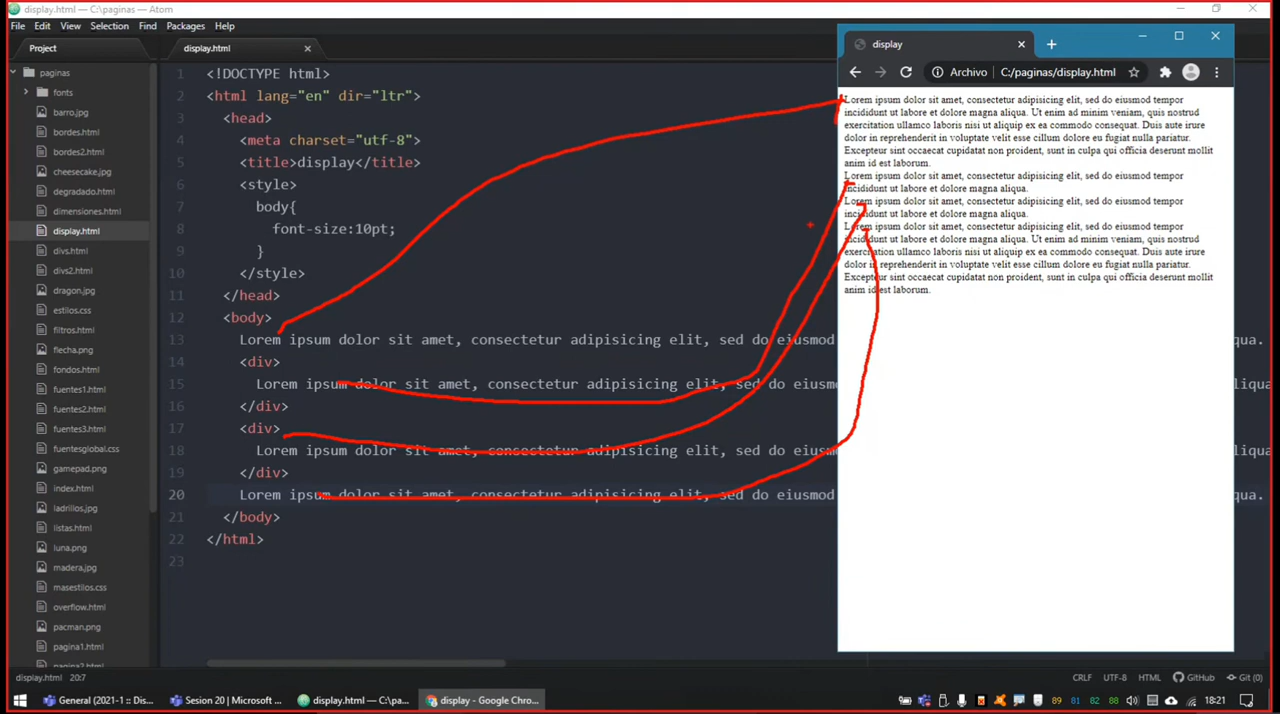 display.html — C:\paginas — Atom
File Edit View Selection Find Packages Help
Project
display.html
paginas
fonts
barro.jpg
bordes.html
bordes2.html
cheesecake.jpg
degradado.html
dimensiones.html
display.html
divs.html
divs2.html
dragon.jpg
estilos.css
filtros.html
flecha.png
fondos.html
fuentes1.html
fuentes2.html
fuentes3.html
fuentesglobal.css
gamepad.png
index.html
ladrillos.jpg
listas.html
luna.png
madera.jpg
masestilos.css
overflow.html
pacman.png
pagina1.html
pagina2.html
1 <!DOCTYPE html>
2 <html lang="en" dir="ltr">
3 <head>
4 <meta charset="utf-8">
5 <title>display</title>
6 <style>
7 body{
8 font-size:10pt;
9 }
10 </style>
11 </head>
12 <body>
13 Lorem ipsum dolor sit amet, consectetur adipisicing elit, sed do eiusmod
14 <div>
15 Lorem ipsum dolor sit amet, consectetur adipisicing elit, sed do eiusm
16 </div>
17 <div>
18 Lorem ipsum dolor sit amet, consectetur adipisicing elit, sed do eiusm
19 </div>
20 Lorem ipsum dolor sit amet, consectetur adipisicing elit, sed do eiusmod
21 </body>
22 </html>
23
qua.
liqua
liqua
qua.
display
Archivo C:/paginas/display.html
Lorem ipsum dolor sit amet, consectetur adipisicing elit, sed do eiusmod tempor
incididunt ut labore et dolore magna aliqua. Ut enim ad minim veniam, quis nostrud
exercitation ullamco laboris nisi ut aliquip ex ea commodo consequat. Duis aute irure
dolor in reprehenderit in voluptate velit esse cillum dolore eu fugiat nulla pariatur.
Excepteur sint occaecat cupidatat non proident, sunt in culpa qui officia deserunt mollit
anim id est laborum.
Lorem ipsum dolor sit amet, consectetur adipisicing elit, sed do eiusmod tempor
incididunt ut labore et dolore magna aliqua.
Lorem ipsum dolor sit amet, consectetur adipisicing elit, sed do eiusmod tempor
incididunt ut labore et dolore magna aliqua.
Lorem ipsum dolor sit amet, consectetur adipisicing elit, sed do eiusmod tempor
incididunt ut labore et dolore magna aliqua. Ut enim ad minim veniam, quis nostrud
exercitation ullamco laboris nisi ut aliquip ex ea commodo consequat. Duis aute irure
dolor in reprehenderit in voluptate velit esse cillum dolore eu fugiat nulla pariatur.
Excepteur sint occaecat cupidatat non proident, sunt in culpa qui officia deserunt mollit
anim id est laborum.
display.html 20:7
CRLF UTF-8 HTML GitHub Git (0)
General (2021-1 :: Dis... Sesion 20 | Microsoft ... display.html — C:\pa... display - Google Chro...
89 81 82 88 18:21